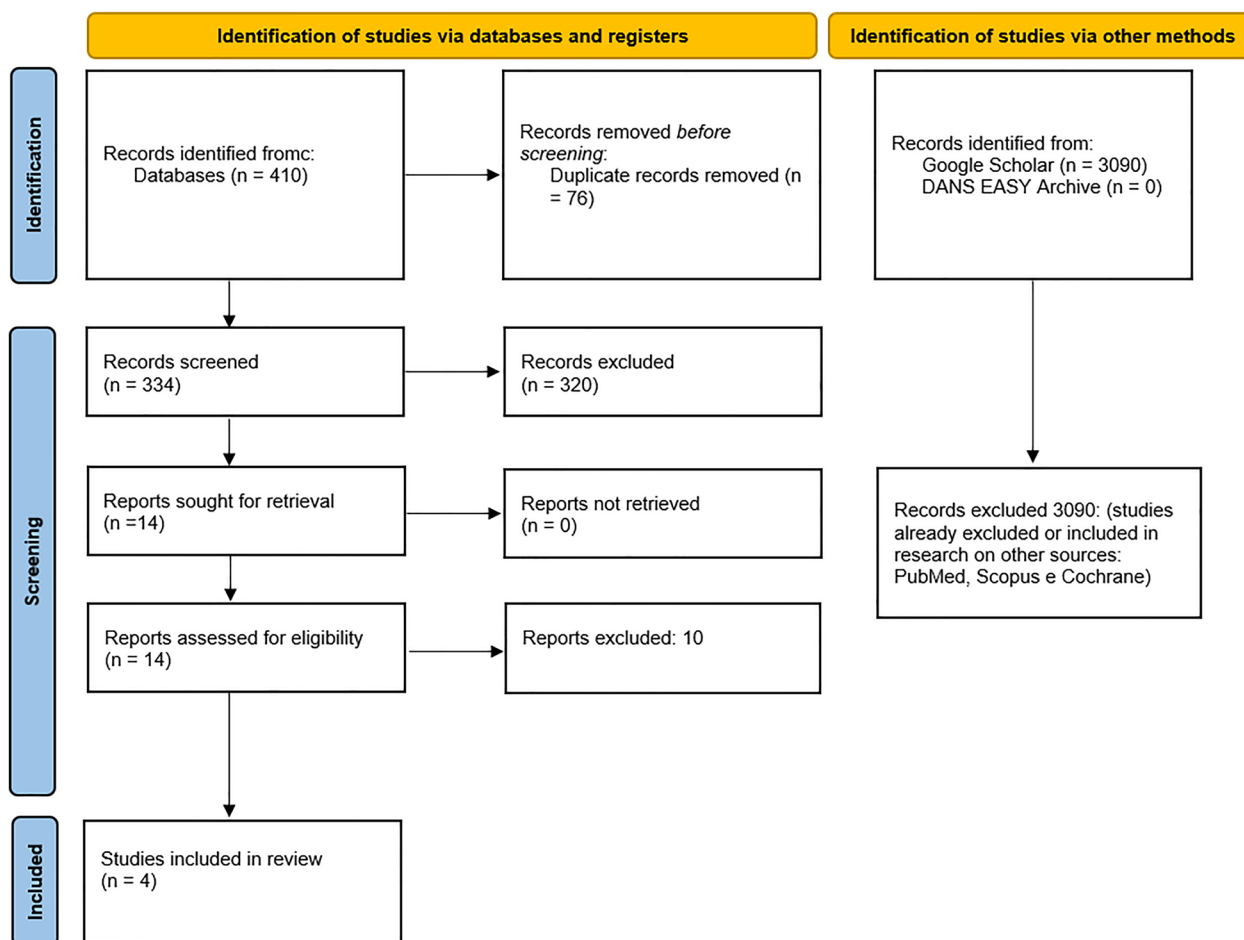 Identification of studies via databases and registers
Identification of studies via other methods
Identification
Records identified fromc:
Databases (n = 410)
Records removed before
screening:
Duplicate records removed (n
= 76)
Records identified from:
Google Scholar (n = 3090)
DANS EASY Archive (n = 0)
Screening
Records screened
(n = 334)
Records excluded
(n = 320)
Reports sought for retrieval
(n =14)
Reports not retrieved
(n = 0)
Records excluded 3090: (studies
already excluded or included in
research on other sources:
PubMed, Scopus e Cochrane)
Reports assessed for eligibility
(n = 14)
Reports excluded: 10
Included
Studies included in review
(n = 4)